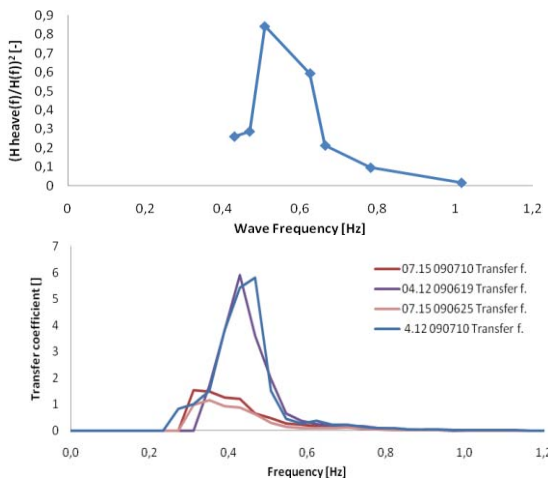 0,9
0,8
0,7
0,6
0,5
0,4
0,3
0,2
0,1
0
(H heave(f)/H(f))² [-]
0 0,2 0,4 0,6 0,8 1 1,2
Wave Frequency [Hz]
7
6
5
4
3
2
1
0
Transfer coefficient []
07.15 090710 Transfer f.
04.12 090619 Transfer f.
07.15 090625 Transfer f.
4.12 090710 Transfer f.
0,0 0,2 0,4 0,6 0,8 1,0 1,2
Frequency [Hz]